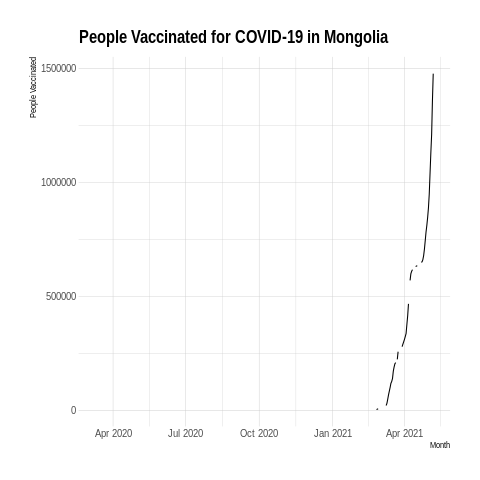 People Vaccinated for COVID-19 in Mongolia
People Vaccinated
1500000
1000000
500000
0
Apr 2020 Jul 2020 Oct 2020 Jan 2021 Apr 2021
Month